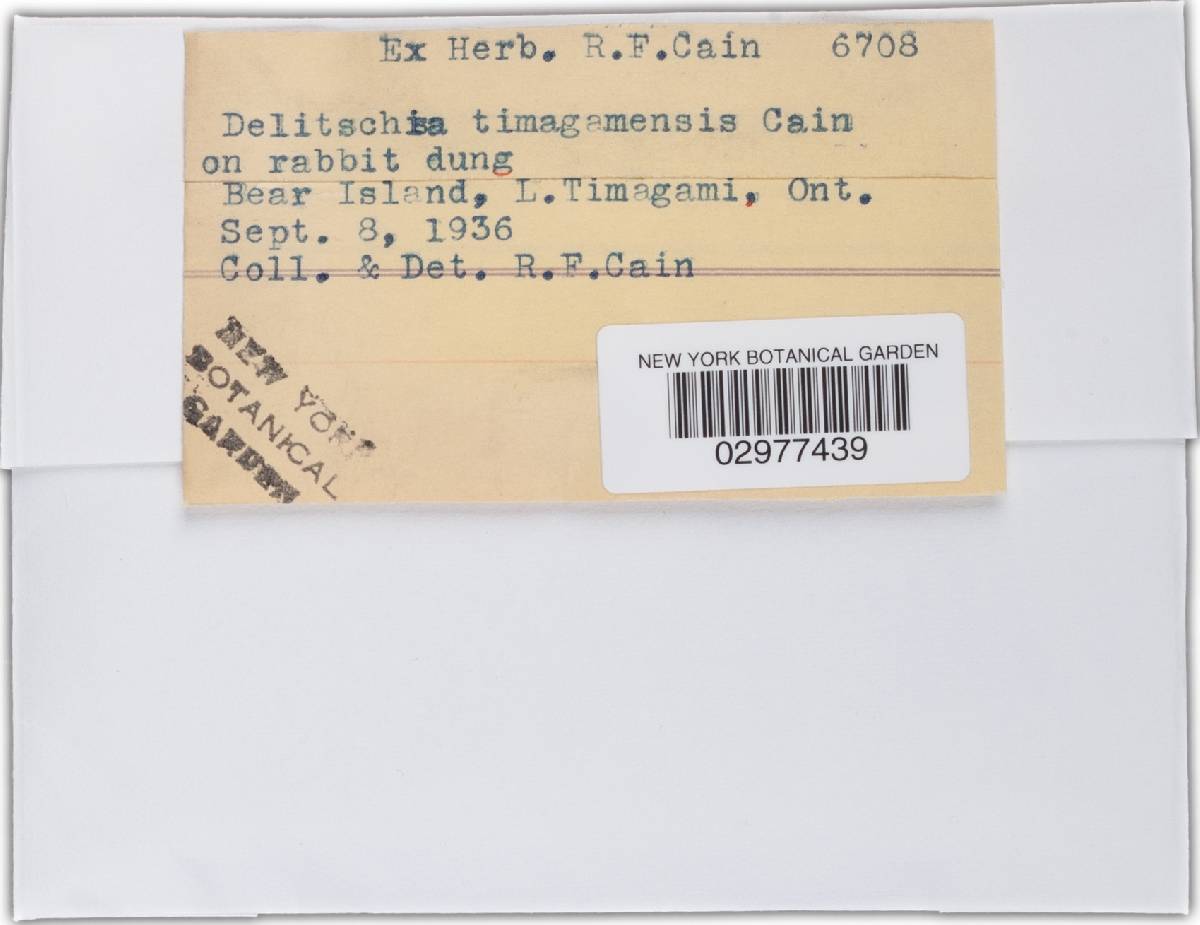 Ex Herb. R.F.Cain 6708
Delitschia timagamensis Cain
on rabbit dung
Bear Island, L.Timagami, Ont.
Sept. 8, 1936
Coll. & Det. R.F.Cain
NEW YORK
BOTANICAL
GARDEN
NEW YORK BOTANICAL GARDEN
02977439